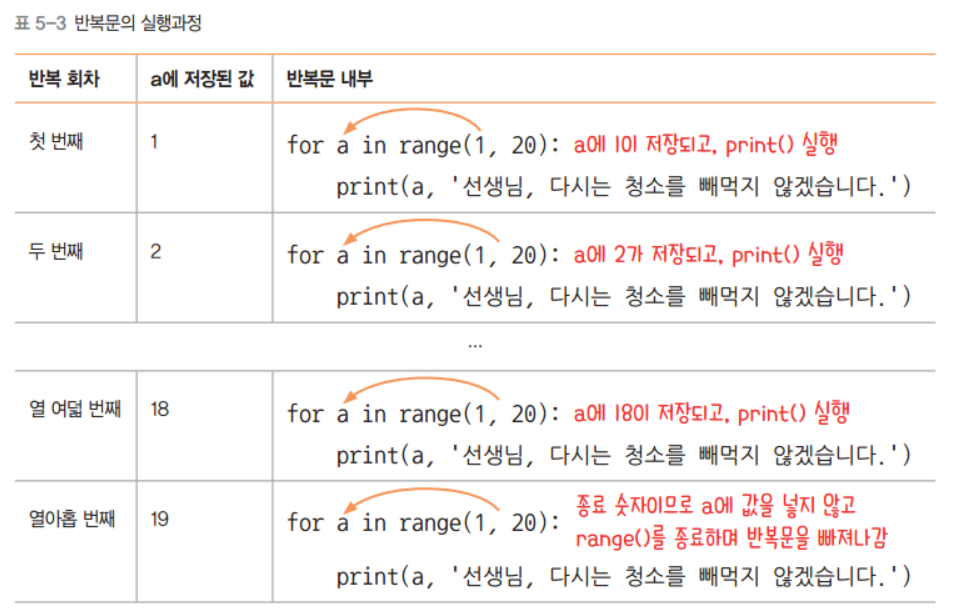 표 5-3 반복문의 실행과정
반복 회차 a에 저장된 값 반복문 내부
첫 번째 1 for a in range(1, 20): a에 1이 저장되고, print() 실행
print(a, '선생님, 다시는 청소를 빼먹지 않겠습니다.')
두 번째 2 for a in range(1, 20): a에 2가 저장되고, print() 실행
print(a, '선생님, 다시는 청소를 빼먹지 않겠습니다.')
...
열 여덟 번째 18 for a in range(1, 20): a에 18이 저장되고, print() 실행
print(a, '선생님, 다시는 청소를 빼먹지 않겠습니다.')
열아홉 번째 19 for a in range(1, 20): 종료 숫자이므로 a에 값을 넣지 않고
range()를 종료하며 반복문을 빠져나감
print(a, '선생님, 다시는 청소를 빼먹지 않겠습니다.')